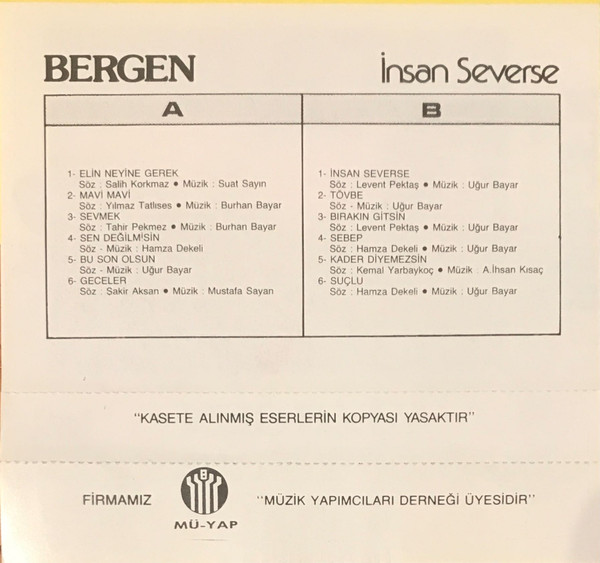 BERGEN
İnsan Severse
A
1- ELİN NEYİNE GEREK
Söz : Salih Korkmaz ● Müzik : Suat Sayın
2- MAVİ MAVİ
Söz : Yılmaz Tatlıses ● Müzik : Burhan Bayar
3- SEVMEK
Söz : Tahir Pekmez ● Müzik : Burhan Bayar
4- SEN DEĞİLMİSİN
Söz - Müzik : Hamza Dekeli
5- BU SON OLSUN
Söz - Müzik : Uğur Bayar
6- GECELER
Söz : Şakir Aksan ● Müzik : Mustafa Sayan
B
1- İNSAN SEVERSE
Söz : Levent Pektaş ● Müzik : Uğur Bayar
2- TÖVBE
Söz - Müzik : Uğur Bayar
3- BIRAKIN GİTSİN
Söz : Levent Pektaş ● Müzik : Uğur Bayar
4- SEBEP
Söz : Hamza Dekeli ● Müzik : Uğur Bayar
5- KADER DİYEMEZSİN
Söz : Kemal Yarbaykoç ● Müzik : A.İhsan Kısaç
6- SUÇLU
Söz : Hamza Dekeli ● Müzik : Uğur Bayar
"KASETE ALINMIŞ ESERLERİN KOPYASI YASAKTIR"
FİRMAMIZ
MÜ-YAP
"MÜZİK YAPIMCILARI DERNEĞİ ÜYESİDİR"